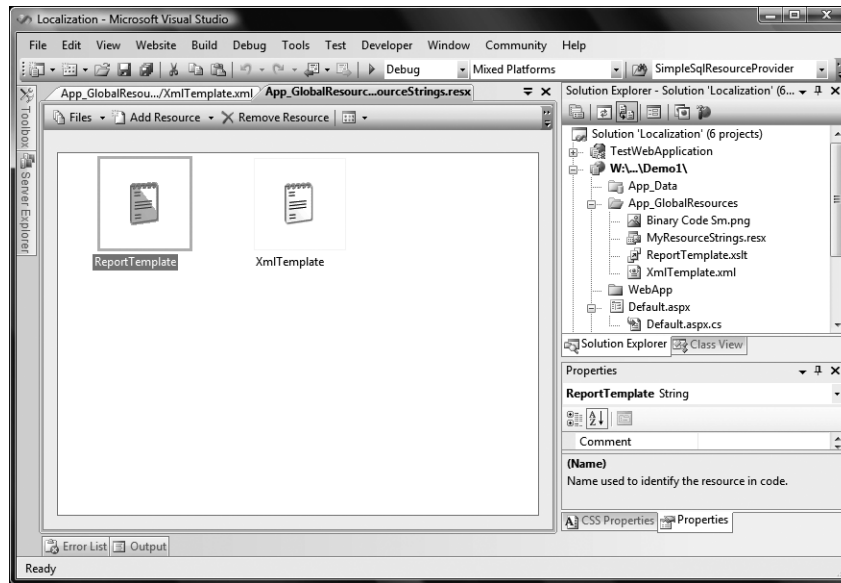 Localization - Microsoft Visual Studio
File Edit View Website Build Debug Tools Test Developer Window Community Help
Debug Mixed Platforms SimpleSqlResourceProvider
App_GlobalResou.../XmlTemplate.xml App_GlobalResourc...ourceStrings.resx
Files Add Resource Remove Resource
Toolbox
Server Explorer
ReportTemplate XmlTemplate
Solution Explorer - Solution 'Localization' (6...
Solution 'Localization' (6 projects)
TestWebApplication
W:\...\Demo1\
App_Data
App_GlobalResources
Binary Code Sm.png
MyResourceStrings.resx
ReportTemplate.xslt
XmlTemplate.xml
WebApp
Default.aspx
Default.aspx.cs
Solution Explorer Class View
Properties
ReportTemplate String
Comment
(Name)
Name used to identify the resource in code.
CSS Properties Properties
Error List Output
Ready